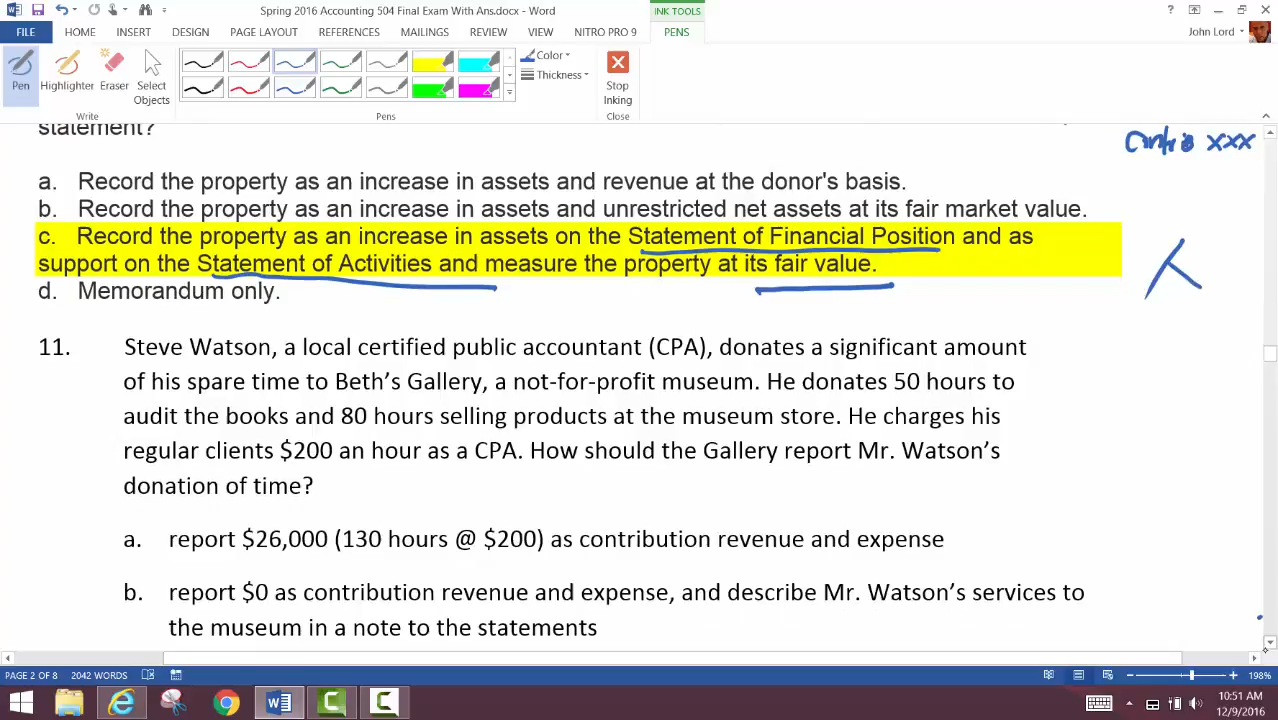 Spring 2016 Accounting 504 Final Exam With Ans.docx - Word
INK TOOLS
FILE HOME INSERT DESIGN PAGE LAYOUT REFERENCES MAILINGS REVIEW VIEW NITRO PRO 9 PENS
John Lord
Pen Highlighter Eraser Select Objects
Color
Thickness
Stop Inking
Write Pens Close
statement?
xxx
a. Record the property as an increase in assets and revenue at the donor's basis.
b. Record the property as an increase in assets and unrestricted net assets at its fair market value.
c. Record the property as an increase in assets on the Statement of Financial Position and as
support on the Statement of Activities and measure the property at its fair value.
d. Memorandum only.
11. Steve Watson, a local certified public accountant (CPA), donates a significant amount
of his spare time to Beth’s Gallery, a not-for-profit museum. He donates 50 hours to
audit the books and 80 hours selling products at the museum store. He charges his
regular clients $200 an hour as a CPA. How should the Gallery report Mr. Watson’s
donation of time?
a. report $26,000 (130 hours @ $200) as contribution revenue and expense
b. report $0 as contribution revenue and expense, and describe Mr. Watson’s services to
the museum in a note to the statements
PAGE 2 OF 8 2042 WORDS 198%
10:51 AM
12/9/2016